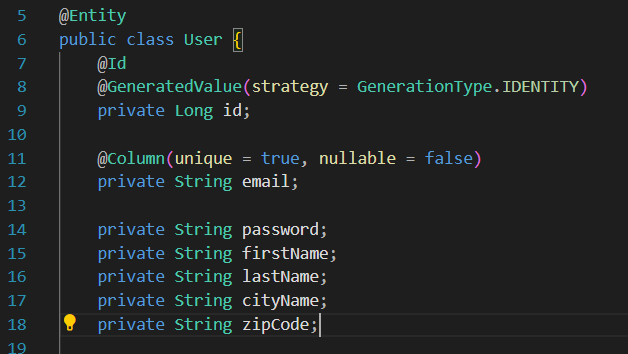 5 @Entity
6 public class User {
7 @Id
8 @GeneratedValue(strategy = GenerationType.IDENTITY)
9 private Long id;
10
11 @Column(unique = true, nullable = false)
12 private String email;
13
14 private String password;
15 private String firstName;
16 private String lastName;
17 private String cityName;
18 private String zipCode;
19